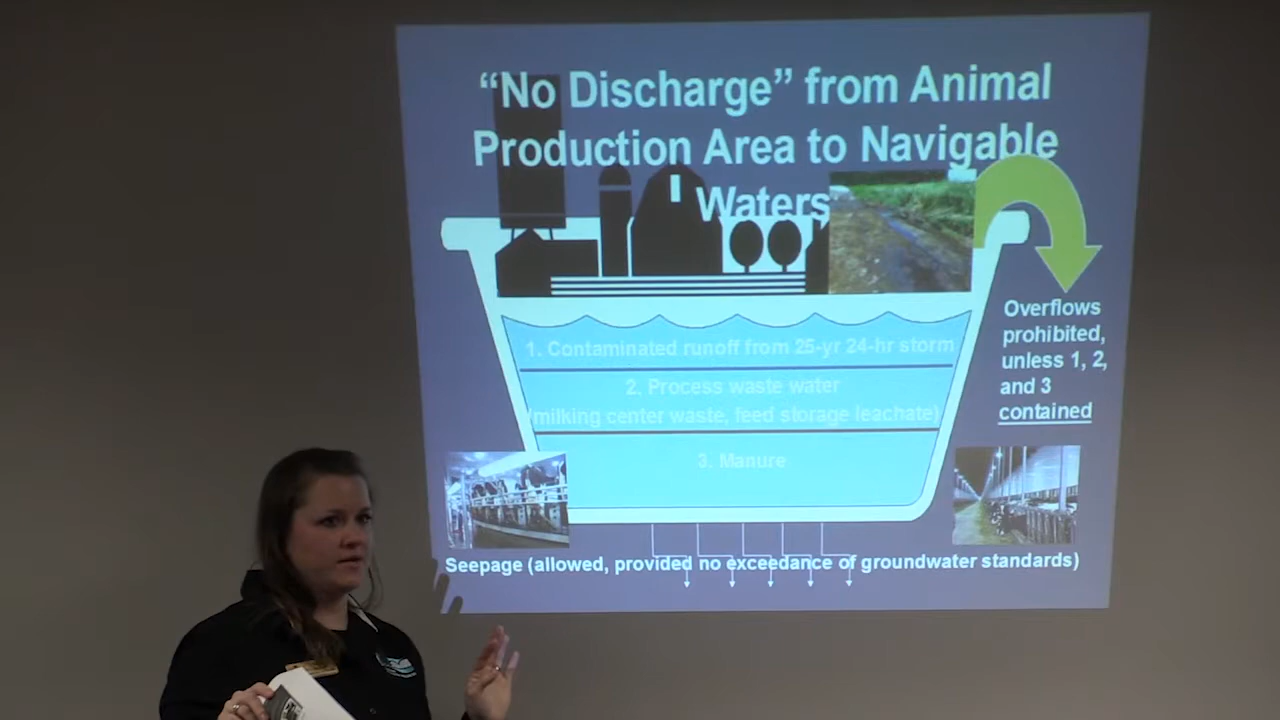 “No Discharge” from Animal
Production Area to Navigable
Waters
1. Contaminated runoff from 25-yr 24-hr storm
2. Process waste water
(milking center waste, feed storage leachate)
3. Manure
Overflows
prohibited,
unless 1, 2,
and 3
contained
Seepage (allowed, provided no exceedance of groundwater standards)